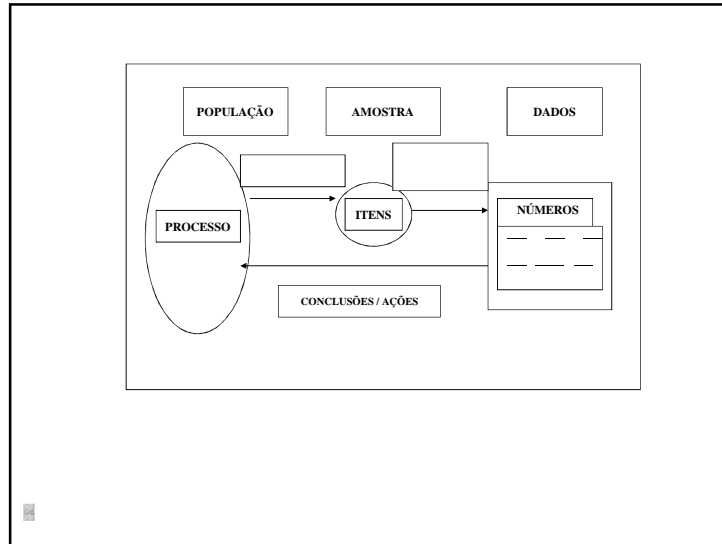 POPULAÇÃO
AMOSTRA
DADOS
PROCESSO
ITENS
NÚMEROS
CONCLUSÕES / AÇÕES